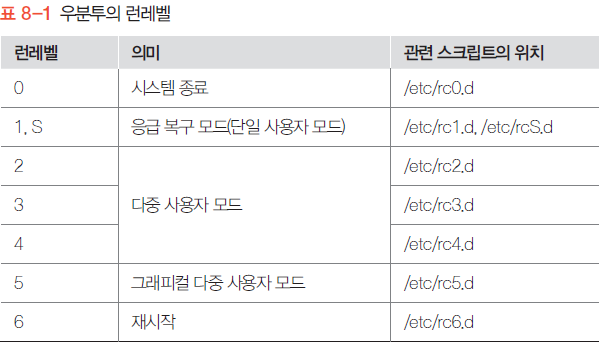 표 8-1 우분투의 런레벨
런레벨 의미 관련 스크립트의 위치
0 시스템 종료 /etc/rc0.d
1, S 응급 복구 모드(단일 사용자 모드) /etc/rc1.d, /etc/rcS.d
2 /etc/rc2.d
3 다중 사용자 모드 /etc/rc3.d
4 /etc/rc4.d
5 그래피컬 다중 사용자 모드 /etc/rc5.d
6 재시작 /etc/rc6.d